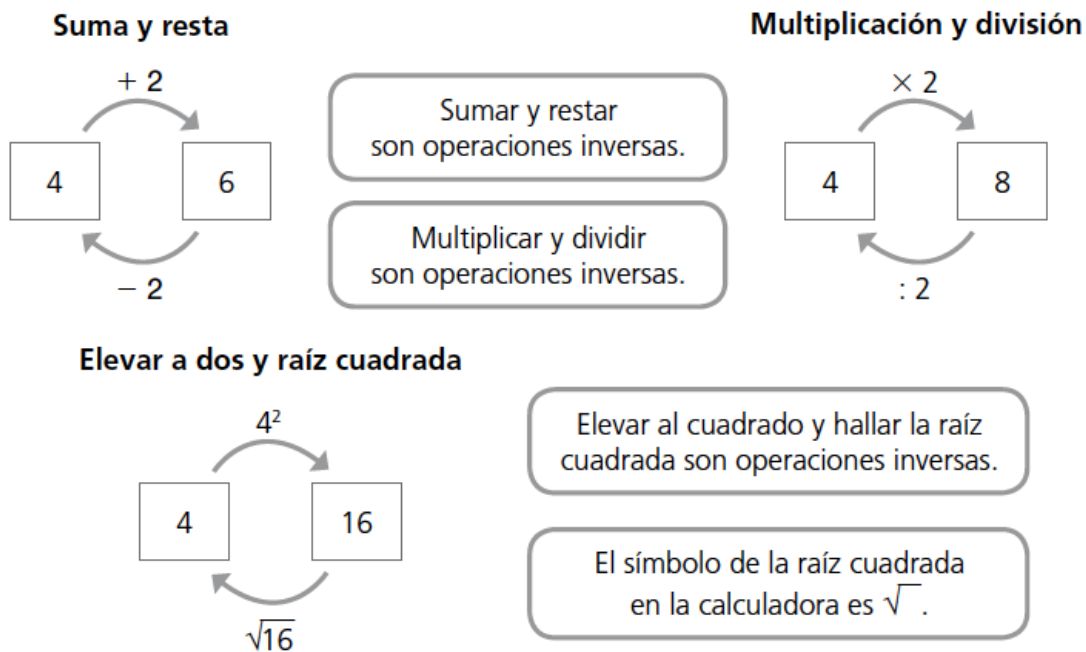 Suma y resta
+ 2
4
6
− 2
Sumar y restar
son operaciones inversas.
Multiplicar y dividir
son operaciones inversas.
Multiplicación y división
× 2
4
8
: 2
Elevar a dos y raíz cuadrada
4²
4
16
√16
Elevar al cuadrado y hallar la raíz
cuadrada son operaciones inversas.
El símbolo de la raíz cuadrada
en la calculadora es √ .